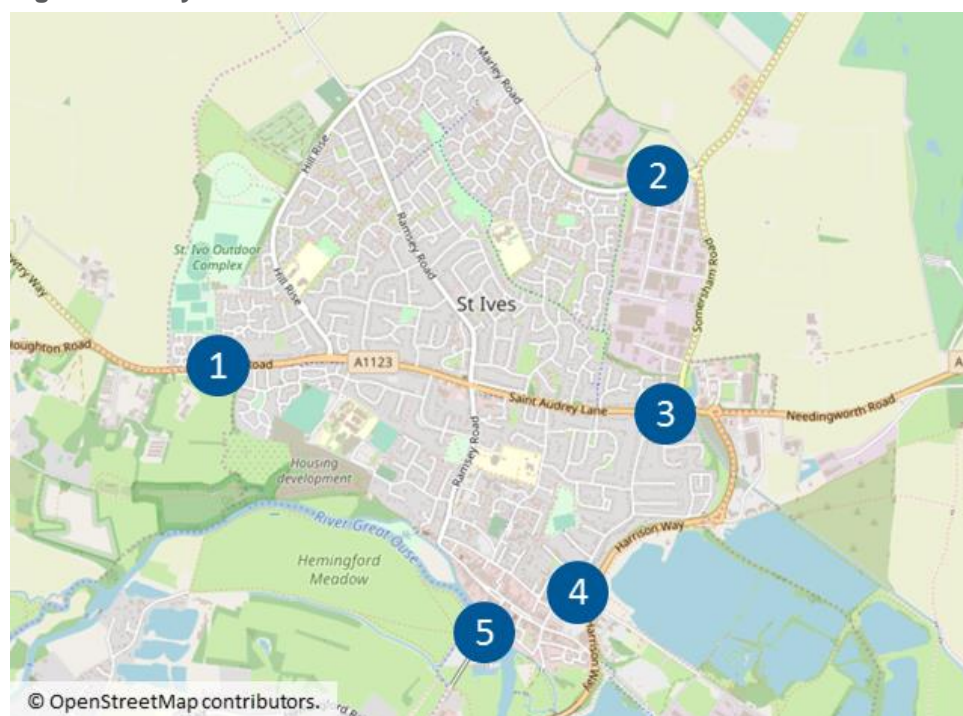 Marley Road
Hill Rise
2
St. Ivo Outdoor
Complex
Ramsey Road
Hill Rise
St Ives
Somersham Road
Way
Road
1
Road
A1123
Saint Audrey Lane
3
Needingworth Road
Ramsey Road
Housing
development
River Great Ouse
Harrison Way
Hemingford
Meadow
4
5
Harrison Way
© OpenStreetMap contributors.